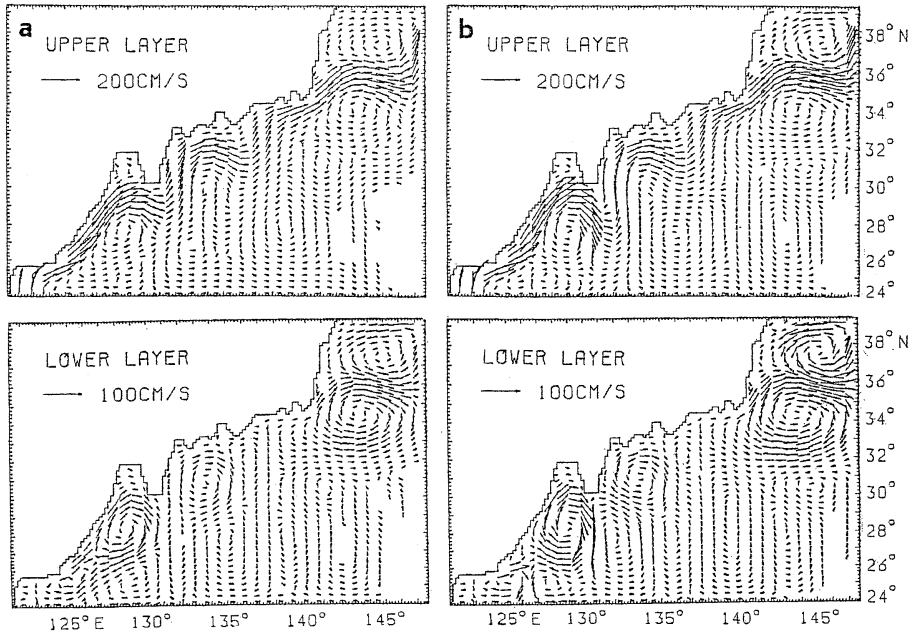 a
UPPER LAYER
200CM/S
b
UPPER LAYER
200CM/S
38° N
36°
34°
32°
30°
28°
26°
24°
LOWER LAYER
100CM/S
LOWER LAYER
100CM/S
38° N
36°
34°
32°
30°
28°
26°
24°
125° E 130° 135° 140° 145°
125° E 130° 135° 140° 145°